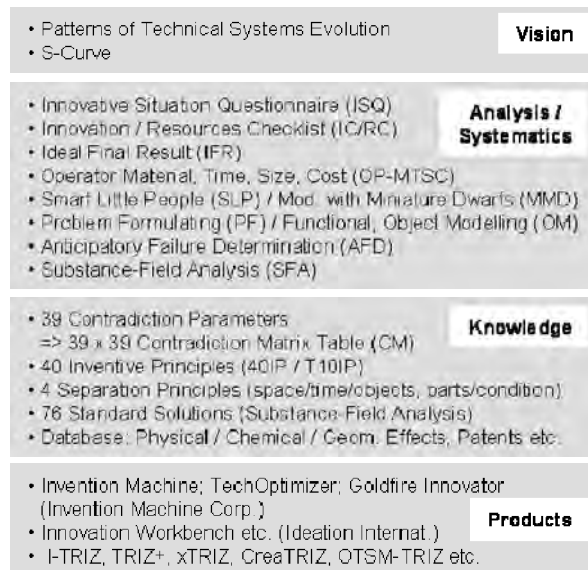 • Patterns of Technical Systems Evolution
Vision
• S-Curve
• Innovative Situation Questionnaire (ISQ)
Analysis /
Systematics
• Innovation / Resources Checklist (IC/RC)
• Ideal Final Result (IFR)
• Operator Material, Time, Size, Cost (OP-MTSC)
• Smart Little People (SLP) / Mod. with Miniature Dwarfs (MMD)
• Problem Formulating (PF) / Functional, Object Modelling (OM)
• Anticipatory Failure Determination (AFD)
• Substance-Field Analysis (SFA)
• 39 Contradiction Parameters
Knowledge
=> 39 x 39 Contradiction Matrix Table (CM)
• 40 Inventive Principles (40IP / T10IP)
• 4 Separation Principles (space/time/objects, parts/condition)
• 76 Standard Solutions (Substance-Field Analysis)
• Database: Physical / Chemical / Geom. Effects, Patents etc.
• Invention Machine; TechOptimizer; Goldfire Innovator
(Invention Machine Corp.)
Products
• Innovation Workbench etc. (Ideation Internat.)
• I-TRIZ, TRIZ+, xTRIZ, CreaTRIZ, OTSM-TRIZ etc.